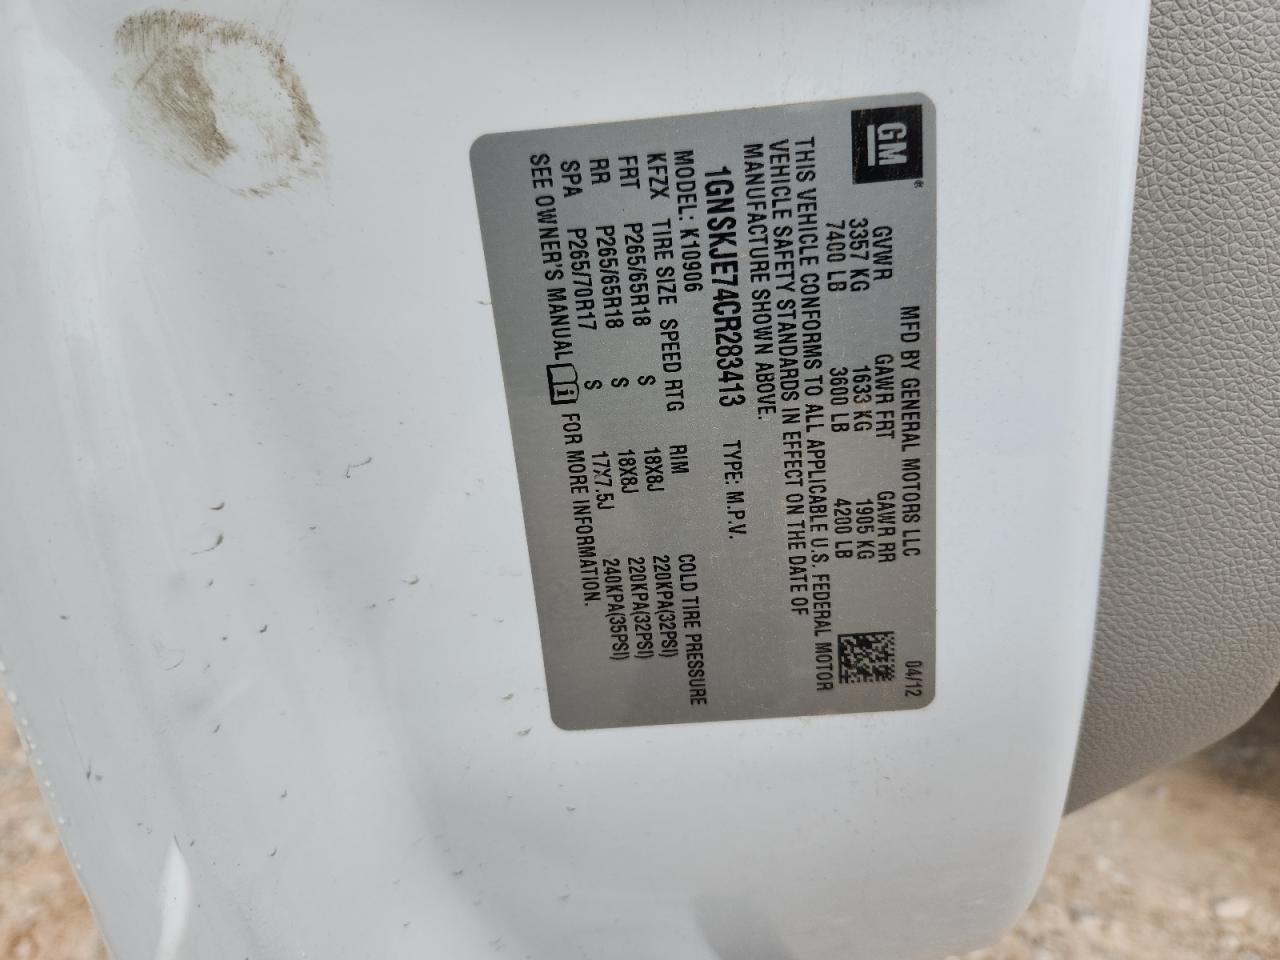 GM®
MFD BY GENERAL MOTORS LLC 04/12
GVWR GAWR FRT GAWR RR
3357 KG 1633 KG 1905 KG
7400 LB 3600 LB 4200 LB
THIS VEHICLE CONFORMS TO ALL APPLICABLE U.S. FEDERAL MOTOR
VEHICLE SAFETY STANDARDS IN EFFECT ON THE DATE OF
MANUFACTURE SHOWN ABOVE.
1GNSKJE74CR283413 TYPE: M.P.V.
MODEL: K10906
KFZX TIRE SIZE SPEED RTG RIM COLD TIRE PRESSURE
FRT P265/65R18 S 18X8J 220KPA(32PSI)
RR P265/65R18 S 18X8J 220KPA(32PSI)
SPA P265/70R17 S 17X7.5J 240KPA(35PSI)
SEE OWNER'S MANUAL i FOR MORE INFORMATION.